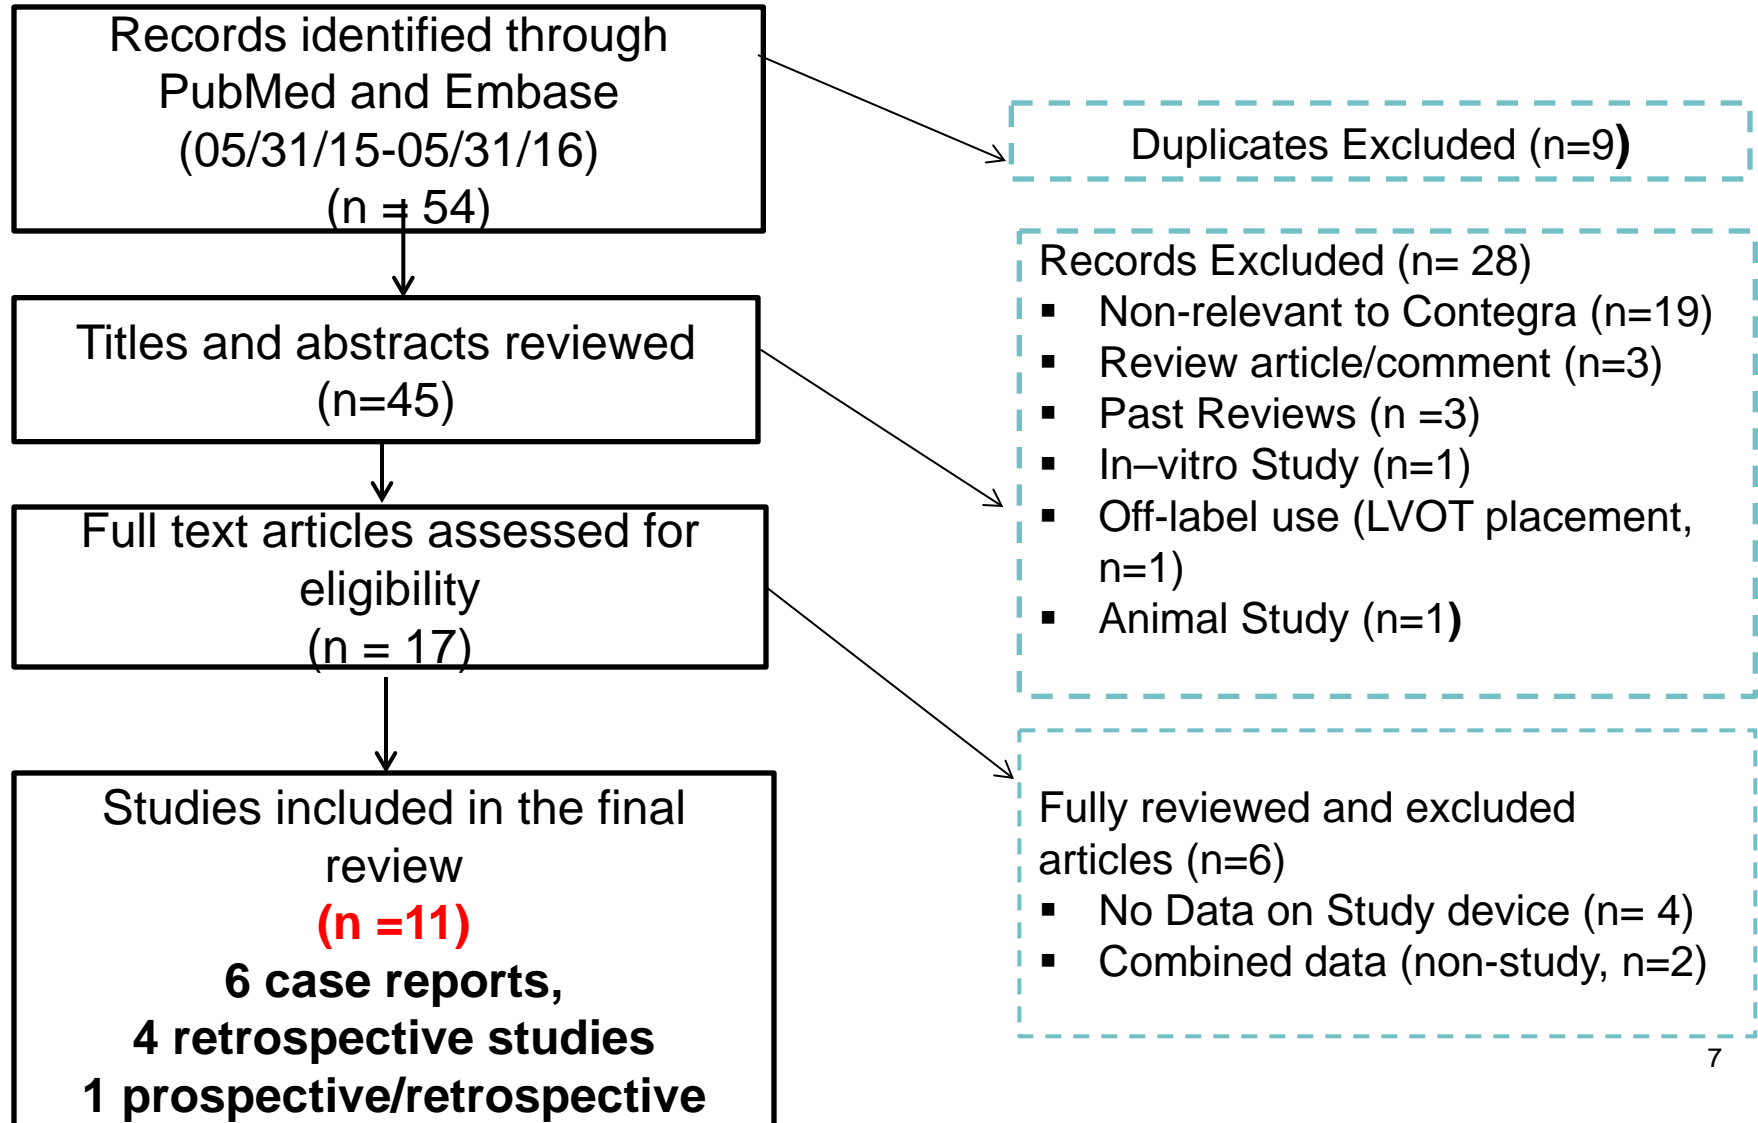 Records identified through
PubMed and Embase
(05/31/15-05/31/16)
(n = 54)
Duplicates Excluded (n=9)
Titles and abstracts reviewed
(n=45)
Records Excluded (n= 28)
▪ Non-relevant to Contegra (n=19)
▪ Review article/comment (n=3)
▪ Past Reviews (n =3)
▪ In–vitro Study (n=1)
▪ Off-label use (LVOT placement,
n=1)
▪ Animal Study (n=1)
Full text articles assessed for
eligibility
(n = 17)
Fully reviewed and excluded
articles (n=6)
▪ No Data on Study device (n= 4)
▪ Combined data (non-study, n=2)
Studies included in the final
review
(n =11)
6 case reports,
4 retrospective studies
1 prospective/retrospective
7